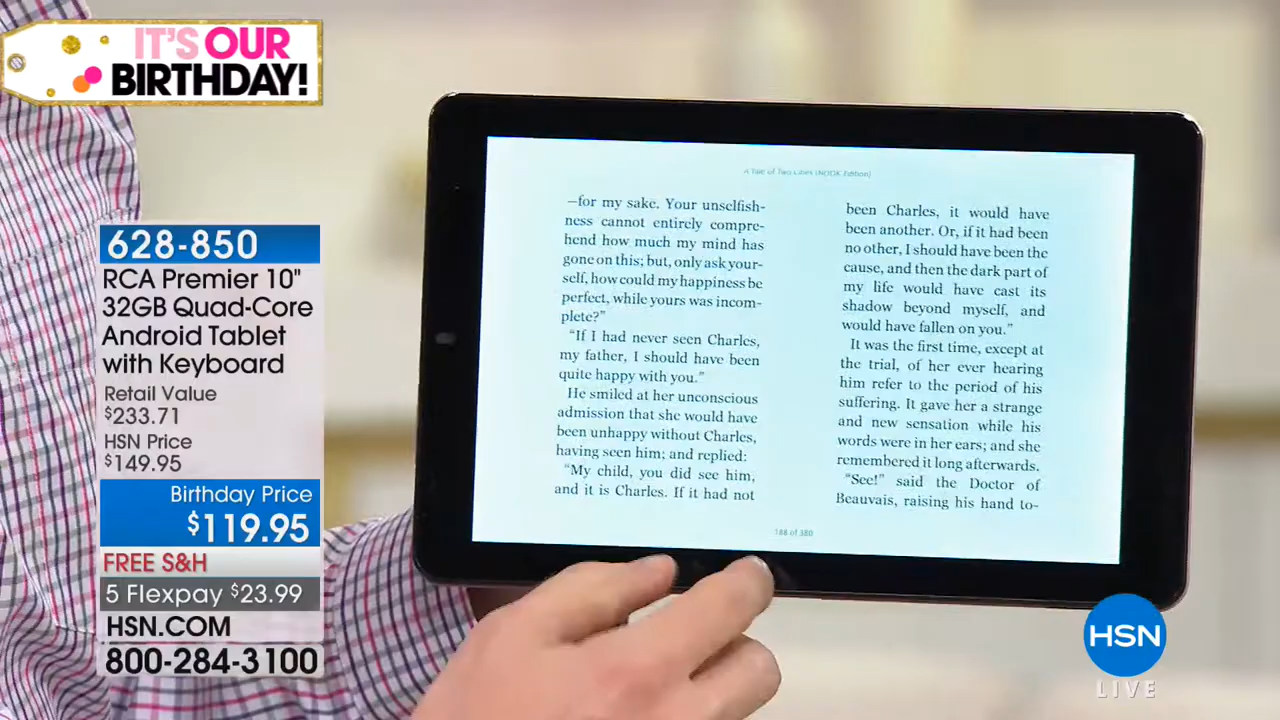 IT'S OUR
BIRTHDAY!
628-850
RCA Premier 10"
32GB Quad-Core
Android Tablet
with Keyboard
Retail Value
$233.71
HSN Price
$149.95
Birthday Price
$119.95
FREE S&H
5 Flexpay $23.99
HSN.COM
800-284-3100
A Tale of Two Cities (NOOK Edition)
—for my sake. Your unselfish-
ness cannot entirely compre-
hend how much my mind has
gone on this; but, only ask your-
self, how could my happiness be
perfect, while yours was incom-
plete?"
"If I had never seen Charles,
my father, I should have been
quite happy with you."
He smiled at her unconscious
admission that she would have
been unhappy without Charles,
having seen him; and replied:
"My child, you did see him,
and it is Charles. If it had not
been Charles, it would have
been another. Or, if it had been
no other, I should have been the
cause, and then the dark part of
my life would have cast its
shadow beyond myself, and
would have fallen on you."
It was the first time, except at
the trial, of her ever hearing
him refer to the period of his
suffering. It gave her a strange
and new sensation while his
words were in her ears; and she
remembered it long afterwards.
"See!" said the Doctor of
Beauvais, raising his hand to-
188 of 380
HSN
LIVE